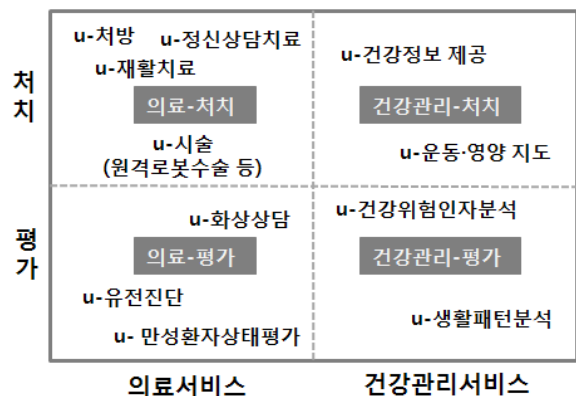 처치
u-처방
u-정신상담치료
u-재활치료
의료-처치
u-시술
(원격로봇수술 등)
u-건강정보 제공
건강관리-처치
u-운동·영양 지도
평가
u-화상상담
의료-평가
u-유전진단
u- 만성환자상태평가
u-건강위험인자분석
건강관리-평가
u-생활패턴분석
의료서비스
건강관리서비스